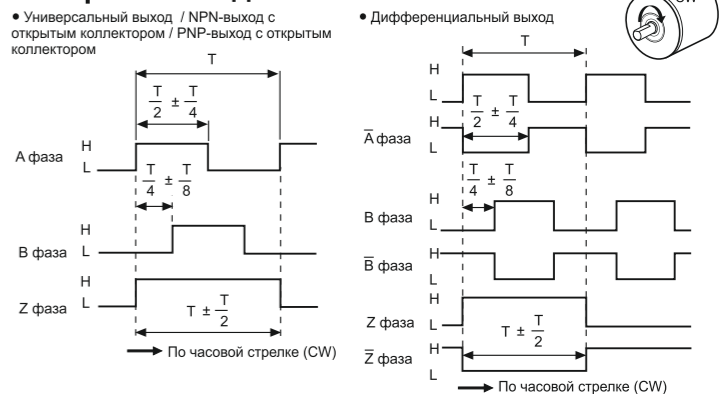 • Универсальный выход / NPN-выход с
открытым коллектором / PNP-выход с открытым
коллектором
T
T/2 ± T/4
H
A фаза
L
T/4 ± T/8
H
B фаза L
H
Z фаза
L
T ± T/2
По часовой стрелке (CW)
• Дифференциальный выход
T
H
L
T/2 ± T/4
H
A̅ фаза
L
T/4 ± T/8
H
B фаза
L
H
B̅ фаза
L
H
Z фаза L
T ± T/2
H
Z̅ фаза
L
По часовой стрелке (CW)